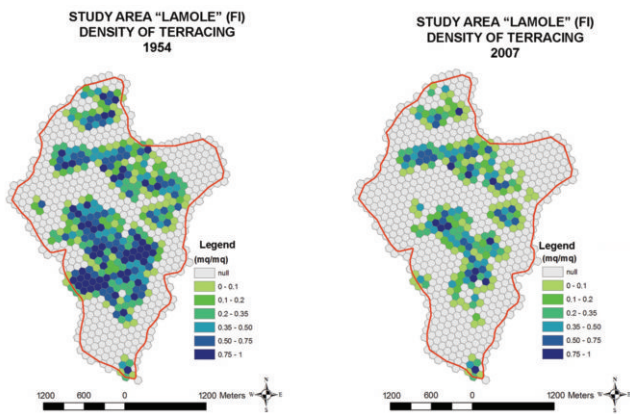 STUDY AREA “LAMOLE” (FI)
DENSITY OF TERRACING
1954
Legend
(mq/mq)
null
0 - 0.1
0.1 - 0.2
0.2 - 0.35
0.35 - 0.50
0.50 - 0.75
0.75 - 1
1200 600 0 1200 Meters
N
W E
S
STUDY AREA “LAMOLE” (FI)
DENSITY OF TERRACING
2007
Legend
(mq/mq)
null
0 - 0.1
0.1 - 0.2
0.2 - 0.35
0.35 - 0.50
0.50 - 0.75
0.75 - 1
1200 600 0 1200 Meters
N
W E
S